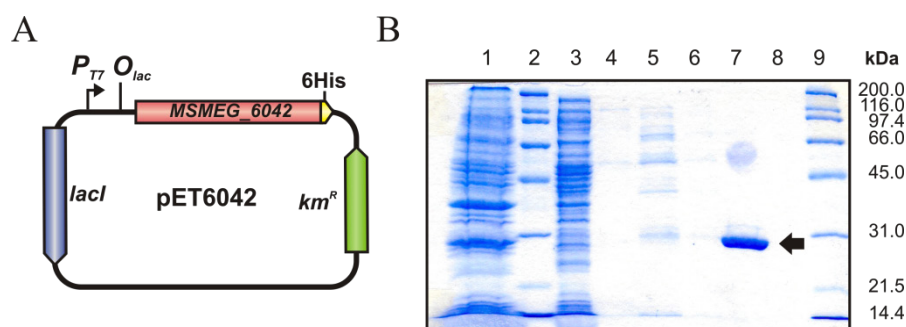 A
P_T7 O_lac
6His
MSMEG_6042
lacI
pET6042
km^R
B
1 2 3 4 5 6 7 8 9 kDa
200.0
116.0
97.4
66.0
45.0
31.0
21.5
14.4